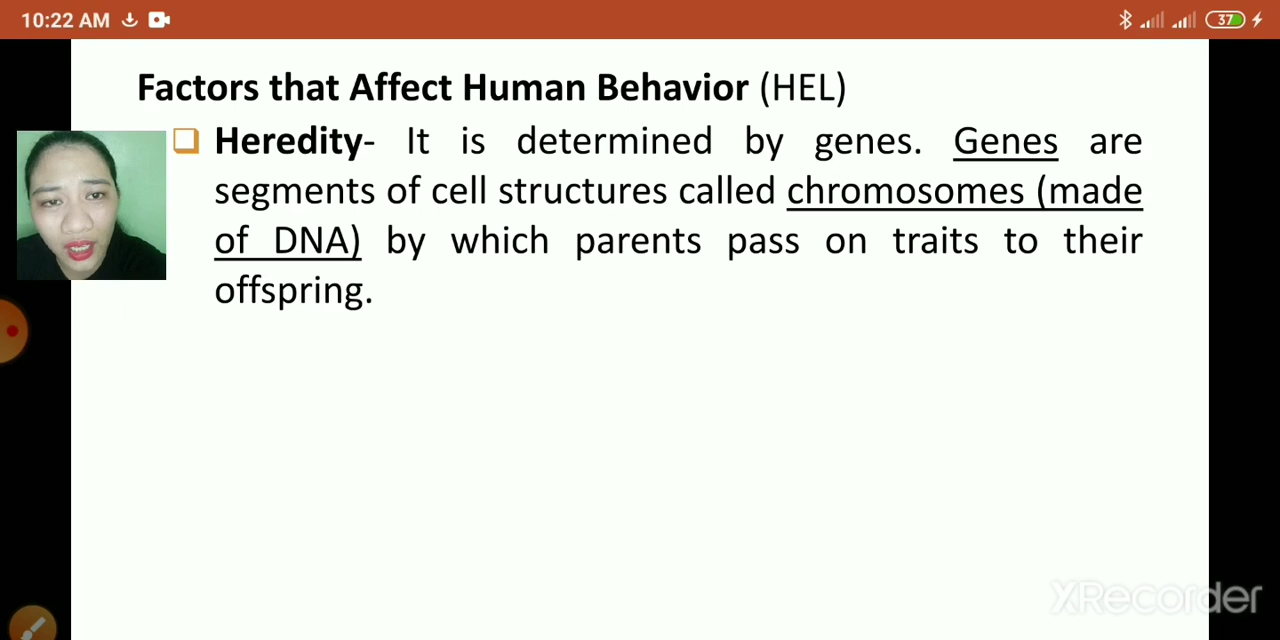 10:22 AM
37
Factors that Affect Human Behavior (HEL)
Heredity- It is determined by genes. Genes are
segments of cell structures called chromosomes (made
of DNA) by which parents pass on traits to their
offspring.
XRecorder